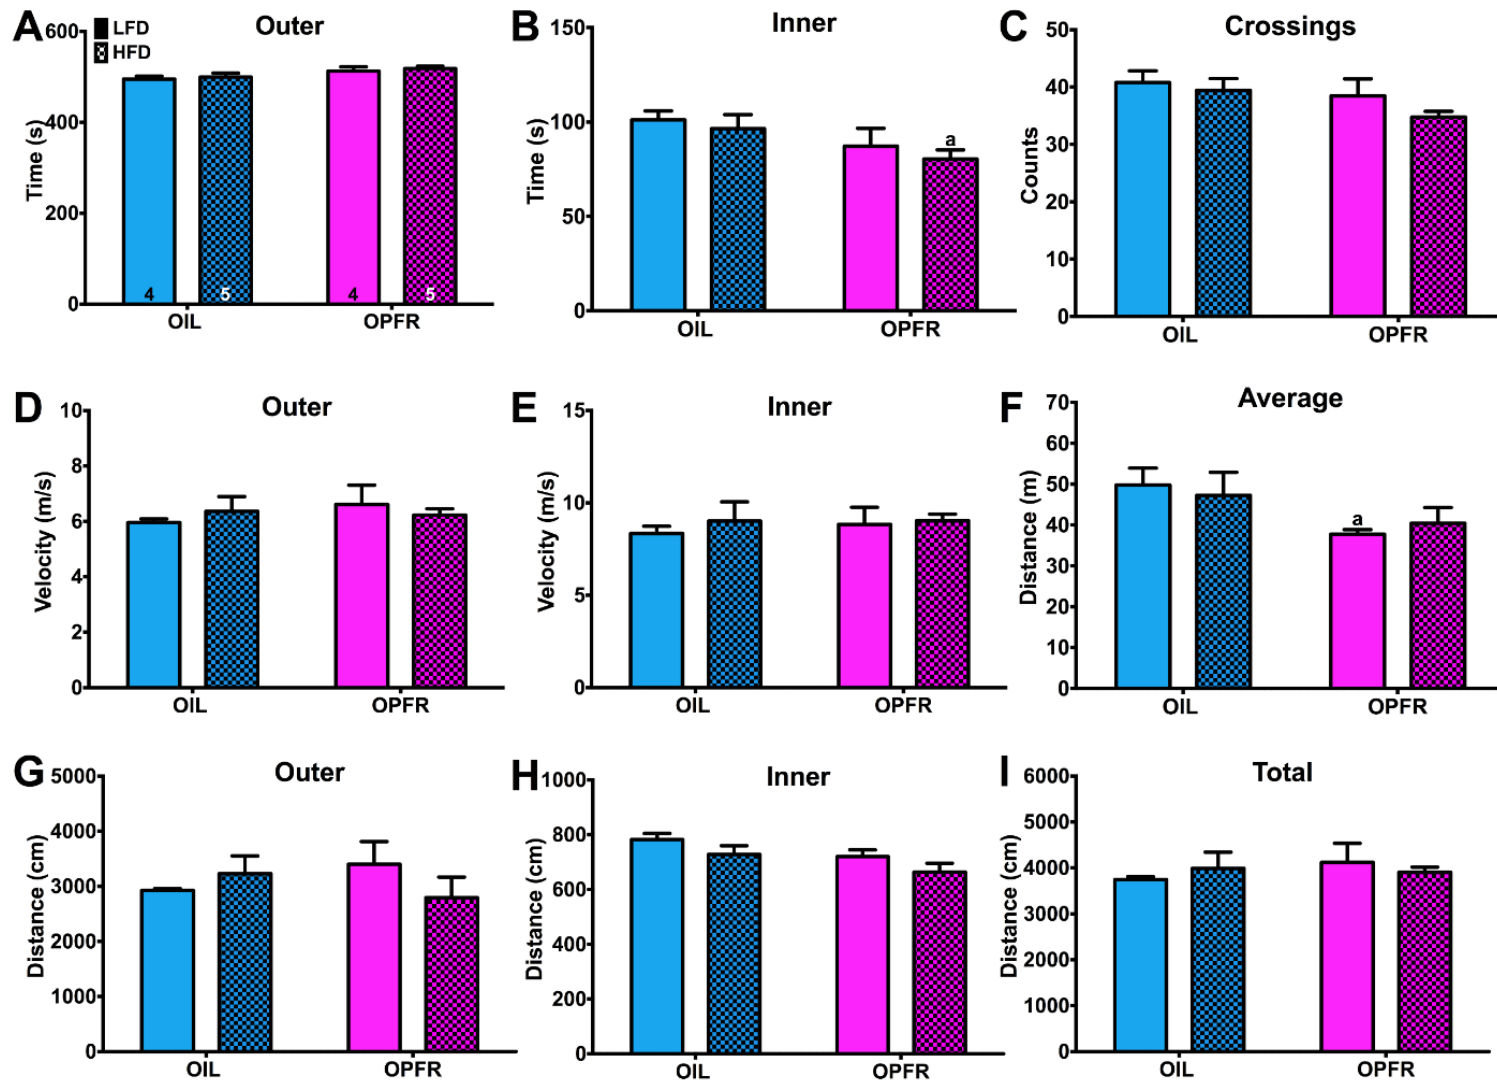 A
LFD
HFD
Outer
Time (s)
600
400
200
0
4
5
4
5
OIL
OPFR
B
Inner
Time (s)
150
100
50
0
a
OIL
OPFR
C
Crossings
Counts
50
40
30
20
10
0
OIL
OPFR
D
Outer
Velocity (m/s)
10
8
6
4
2
0
OIL
OPFR
E
Inner
Velocity (m/s)
15
10
5
0
OIL
OPFR
F
Average
Distance (m)
70
60
50
40
30
20
10
0
a
OIL
OPFR
G
Outer
Distance (cm)
5000
4000
3000
2000
1000
0
OIL
OPFR
H
Inner
Distance (cm)
1000
800
600
400
200
0
OIL
OPFR
I
Total
Distance (cm)
6000
5000
4000
3000
2000
1000
0
OIL
OPFR